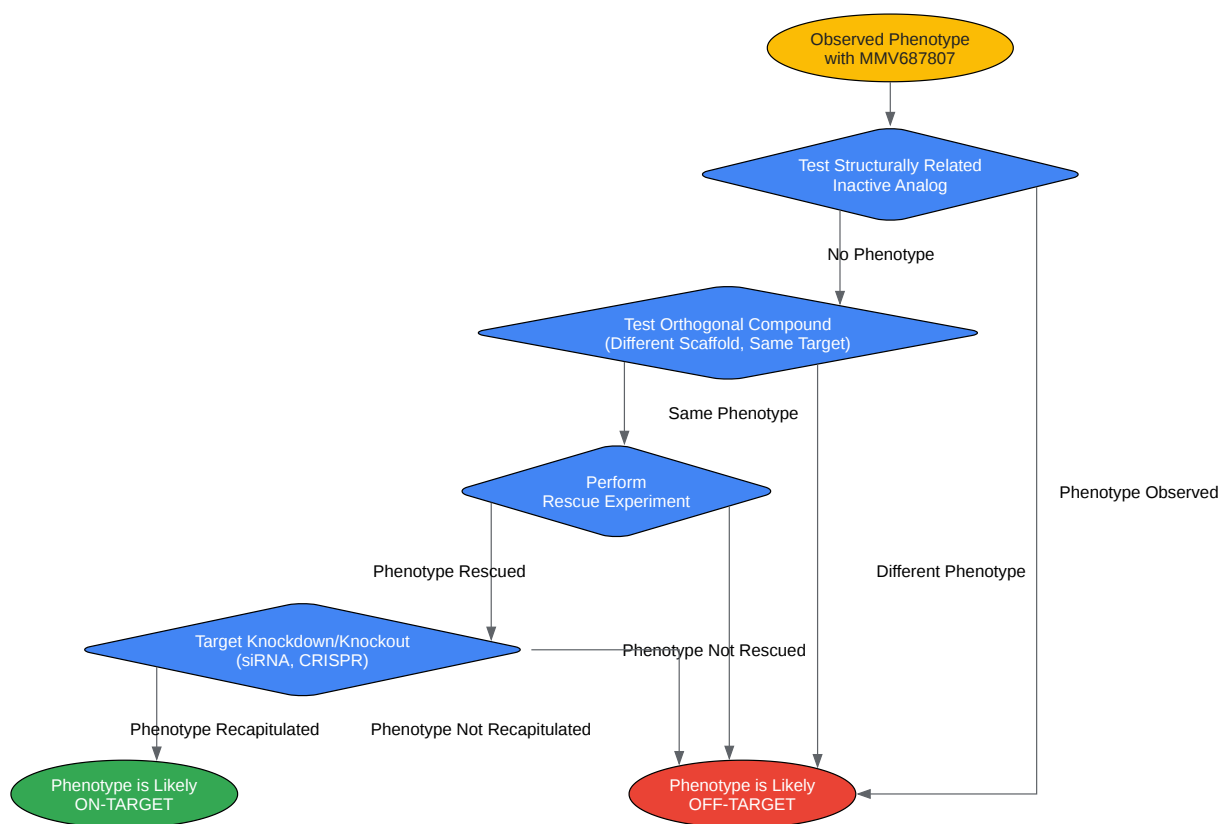 Observed Phenotype
with MMV687807
Test Structurally Related
Inactive Analog
No Phenotype
Test Orthogonal Compound
(Different Scaffold, Same Target)
Same Phenotype
Perform
Rescue Experiment
Phenotype Observed
Phenotype Rescued
Different Phenotype
Target Knockdown/Knockout
(siRNA, CRISPR)
Phenotype Not Rescued
Phenotype Recapitulated
Phenotype Not Recapitulated
Phenotype is Likely
ON-TARGET
Phenotype is Likely
OFF-TARGET